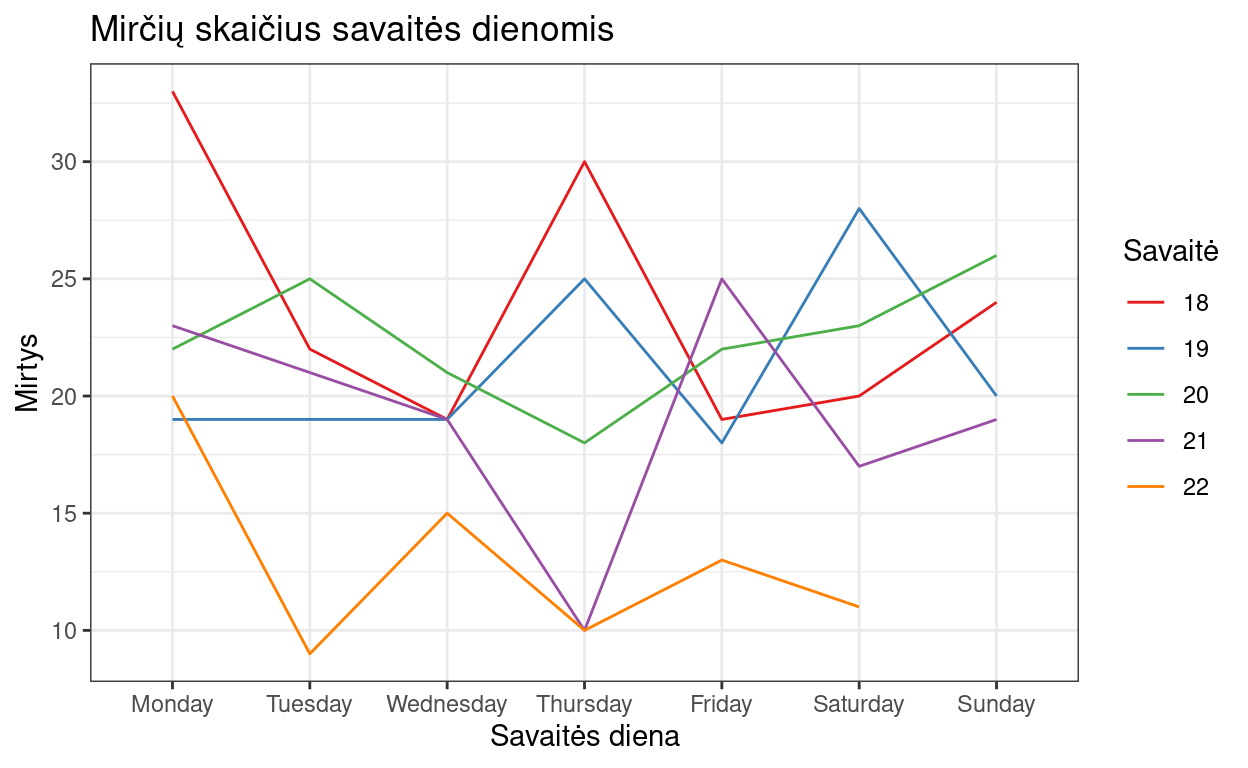 Mirčių skaičius savaitės dienomis
Mirtys
30
25
20
15
10
Monday Tuesday Wednesday Thursday Friday Saturday Sunday
Savaitės diena
Savaitė
18
19
20
21
22